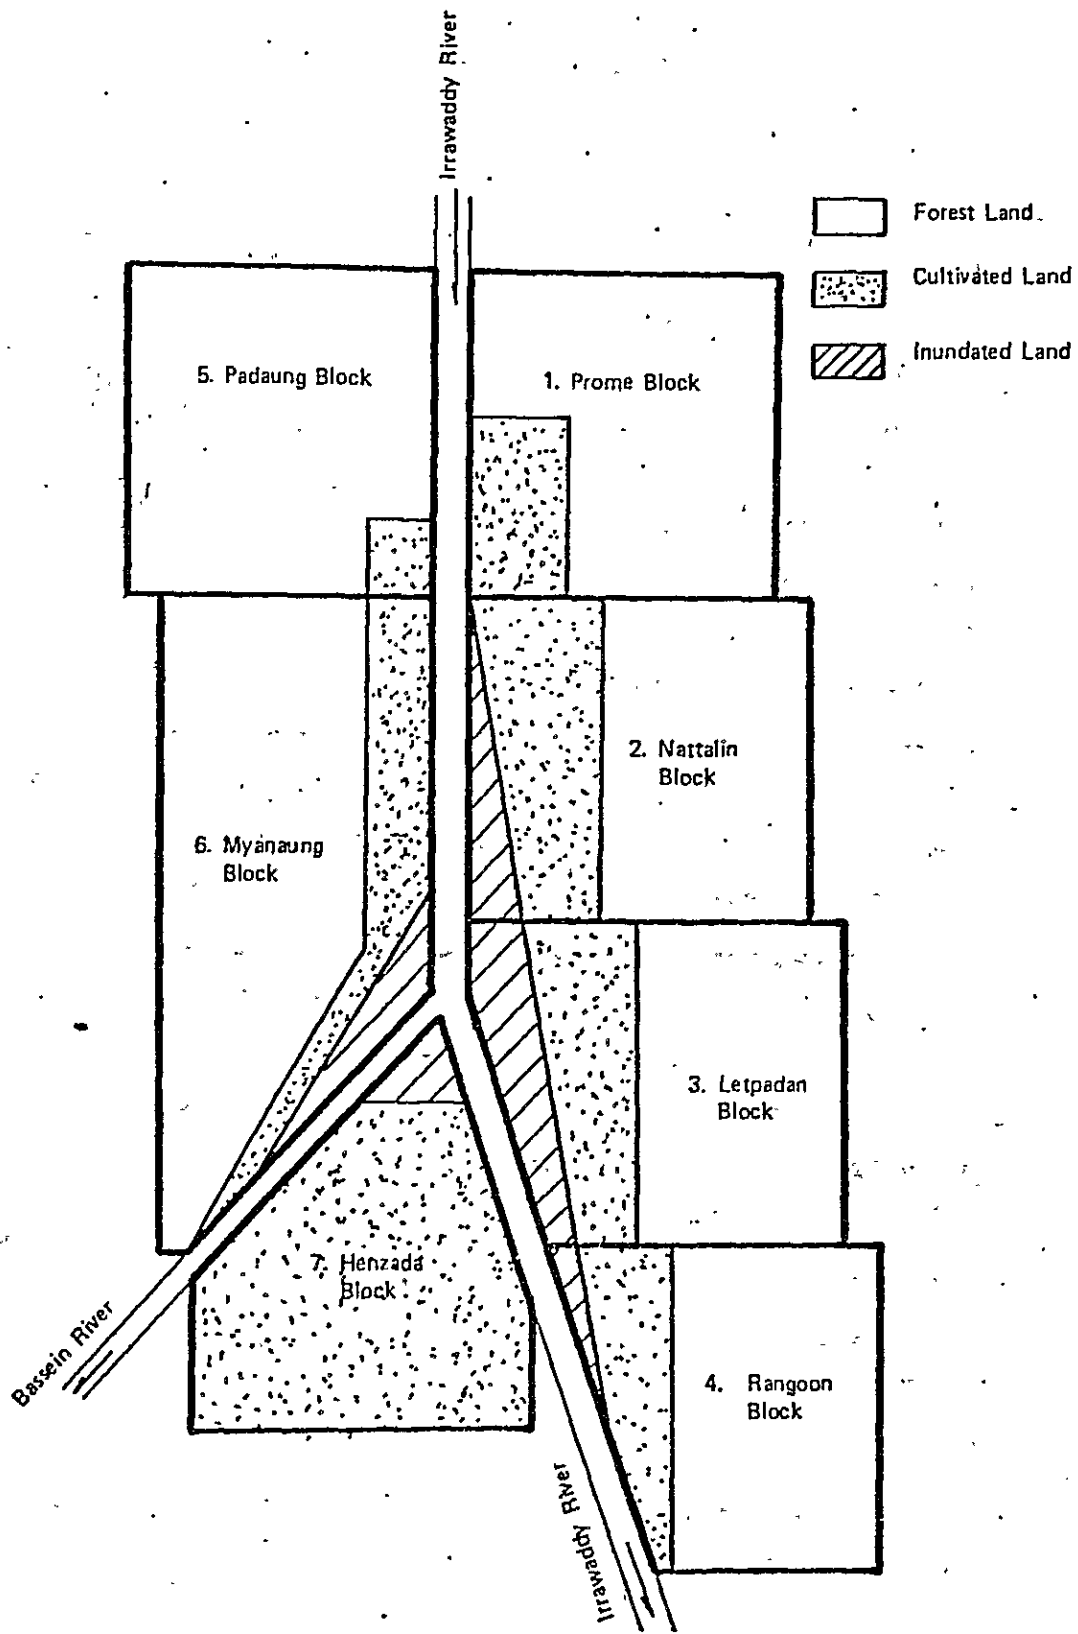 Irrawaddy River
Forest Land
Cultivated Land
Inundated Land
5. Padaung Block
1. Prome Block
2. Nattalin
Block
6. Myanaung
Block
3. Letpadan
Block
7. Henzada
Block
4. Rangoon
Block
Bassein River
Irrawaddy River